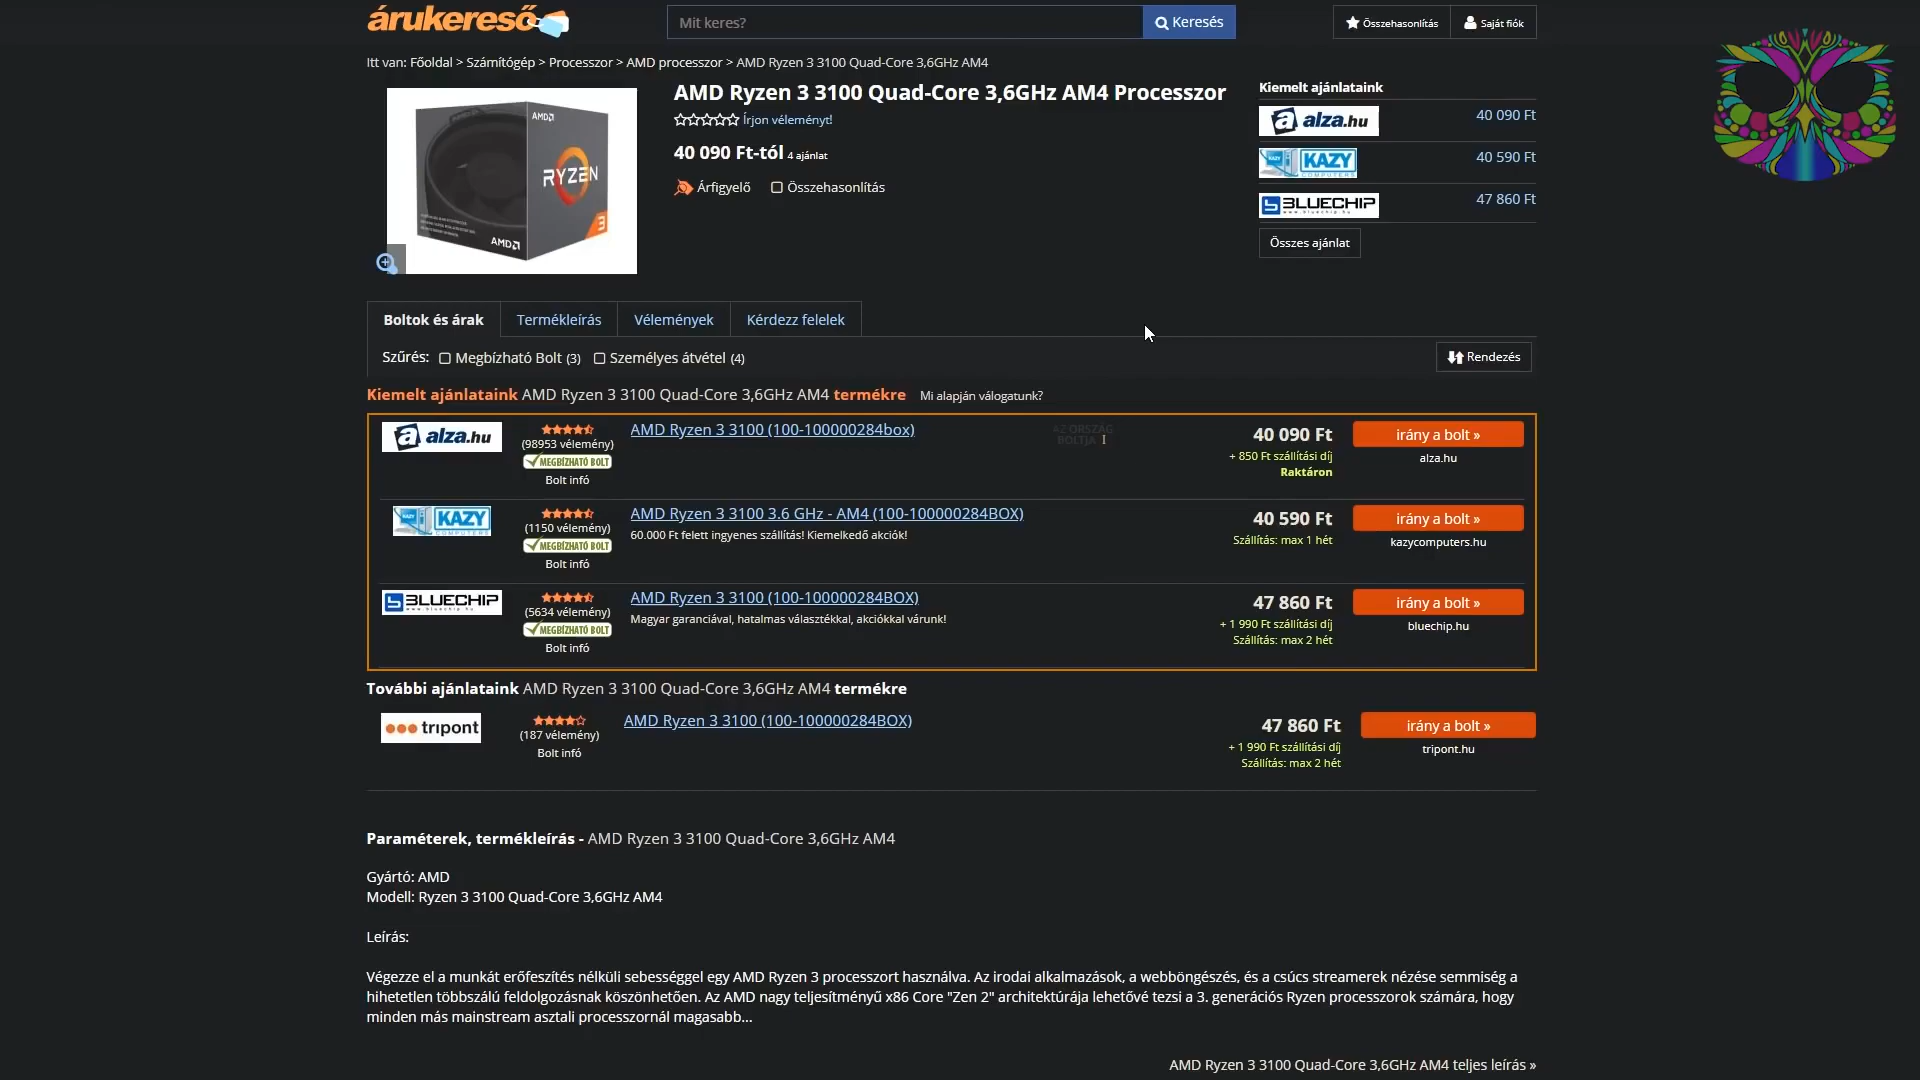 árukereső
Mit keres?
Keresés
Összehasonlítás
Saját fiók
Itt van: Főoldal > Számítógép > Processzor > AMD processzor > AMD Ryzen 3 3100 Quad-Core 3,6GHz AM4
AMD Ryzen 3 3100 Quad-Core 3,6GHz AM4 Processzor
Írjon véleményt!
40 090 Ft-tól 4 ajánlat
Árfigyelő
Összehasonlítás
AMD
RYZEN
3
AMD
Kiemelt ajánlataink
alza.hu
40 090 Ft
KAZY
COMPUTERS
40 590 Ft
BLUECHIP
www.bluechip.hu
47 860 Ft
Összes ajánlat
Boltok és árak
Termékleírás
Vélemények
Kérdezz felelek
Szűrés: Megbízható Bolt (3) Személyes átvétel (4)
Rendezés
Kiemelt ajánlataink AMD Ryzen 3 3100 Quad-Core 3,6GHz AM4 termékre Mi alapján válogatunk?
alza.hu
(98953 vélemény)
MEGBÍZHATÓ BOLT
Bolt infó
AMD Ryzen 3 3100 (100-100000284box)
AZ ORSZÁG
BOLTJA
40 090 Ft
+ 850 Ft szállítási díj
Raktáron
irány a bolt »
alza.hu
KAZY
COMPUTERS
(1150 vélemény)
MEGBÍZHATÓ BOLT
Bolt infó
AMD Ryzen 3 3100 3.6 GHz - AM4 (100-100000284BOX)
60.000 Ft felett ingyenes szállítás! Kiemelkedő akciók!
40 590 Ft
Szállítás: max 1 hét
irány a bolt »
kazycomputers.hu
BLUECHIP
www.bluechip.hu
(5634 vélemény)
MEGBÍZHATÓ BOLT
Bolt infó
AMD Ryzen 3 3100 (100-100000284BOX)
Magyar garanciával, hatalmas választékkal, akciókkal várunk!
47 860 Ft
+ 1 990 Ft szállítási díj
Szállítás: max 2 hét
irány a bolt »
bluechip.hu
További ajánlataink AMD Ryzen 3 3100 Quad-Core 3,6GHz AM4 termékre
tripont
(187 vélemény)
Bolt infó
AMD Ryzen 3 3100 (100-100000284BOX)
47 860 Ft
+ 1 990 Ft szállítási díj
Szállítás: max 2 hét
irány a bolt »
tripont.hu
Paraméterek, termékleírás - AMD Ryzen 3 3100 Quad-Core 3,6GHz AM4
Gyártó: AMD
Modell: Ryzen 3 3100 Quad-Core 3,6GHz AM4
Leírás:
Végezze el a munkát erőfeszítés nélküli sebességgel egy AMD Ryzen 3 processzort használva. Az irodai alkalmazások, a webböngészés, és a csúcs streamerek nézése semmiség a
hihetetlen többszálú feldolgozásnak köszönhetően. Az AMD nagy teljesítményű x86 Core "Zen 2" architektúrája lehetővé tezsi a 3. generációs Ryzen processzorok számára, hogy
minden más mainstream asztali processzornál magasabb...
AMD Ryzen 3 3100 Quad-Core 3,6GHz AM4 teljes leírás »